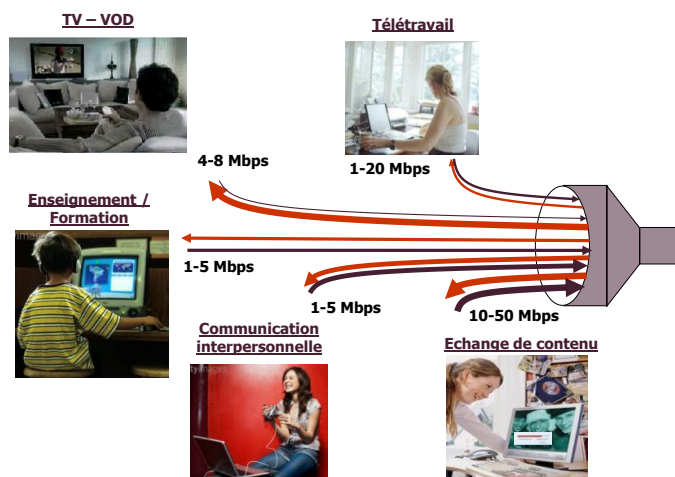 TV – VOD
Télétravail
4-8 Mbps
1-20 Mbps
Enseignement /
Formation
1-5 Mbps
1-5 Mbps
10-50 Mbps
Communication
interpersonnelle
Echange de contenu